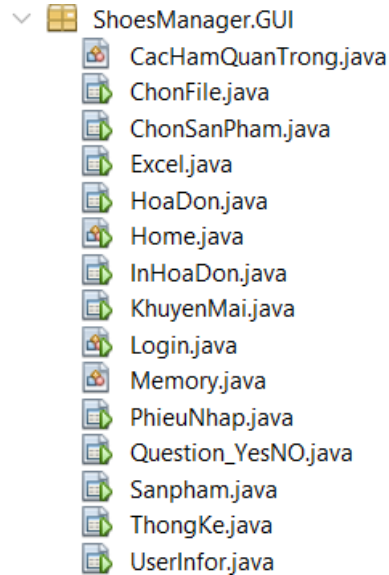 ShoesManager.GUI
CacHamQuanTrong.java
ChonFile.java
ChonSanPham.java
Excel.java
HoaDon.java
Home.java
InHoaDon.java
KhuyenMai.java
Login.java
Memory.java
PhieuNhap.java
Question_YesNO.java
Sanpham.java
ThongKe.java
UserInfor.java